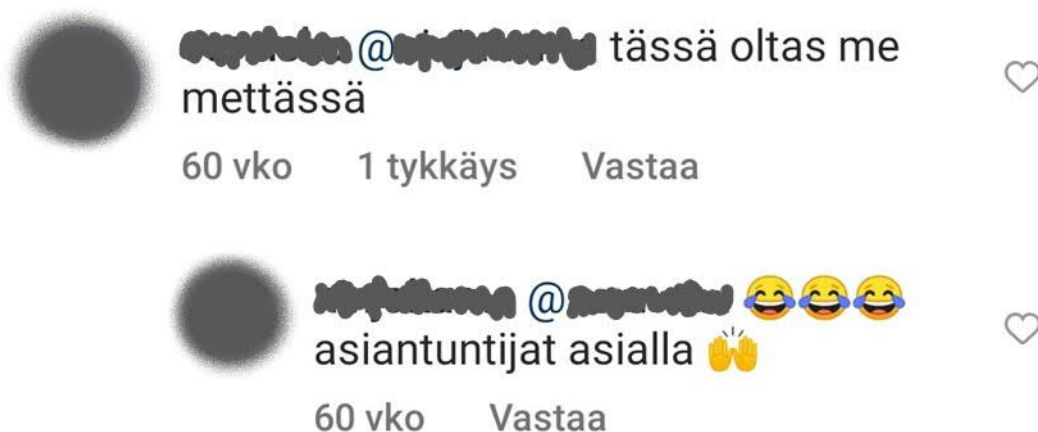 @ tässä oltas me
mettässä
60 vko 1 tykkäys Vastaa
@ 😂😂😂
asiantuntijat asialla 🙌
60 vko Vastaa